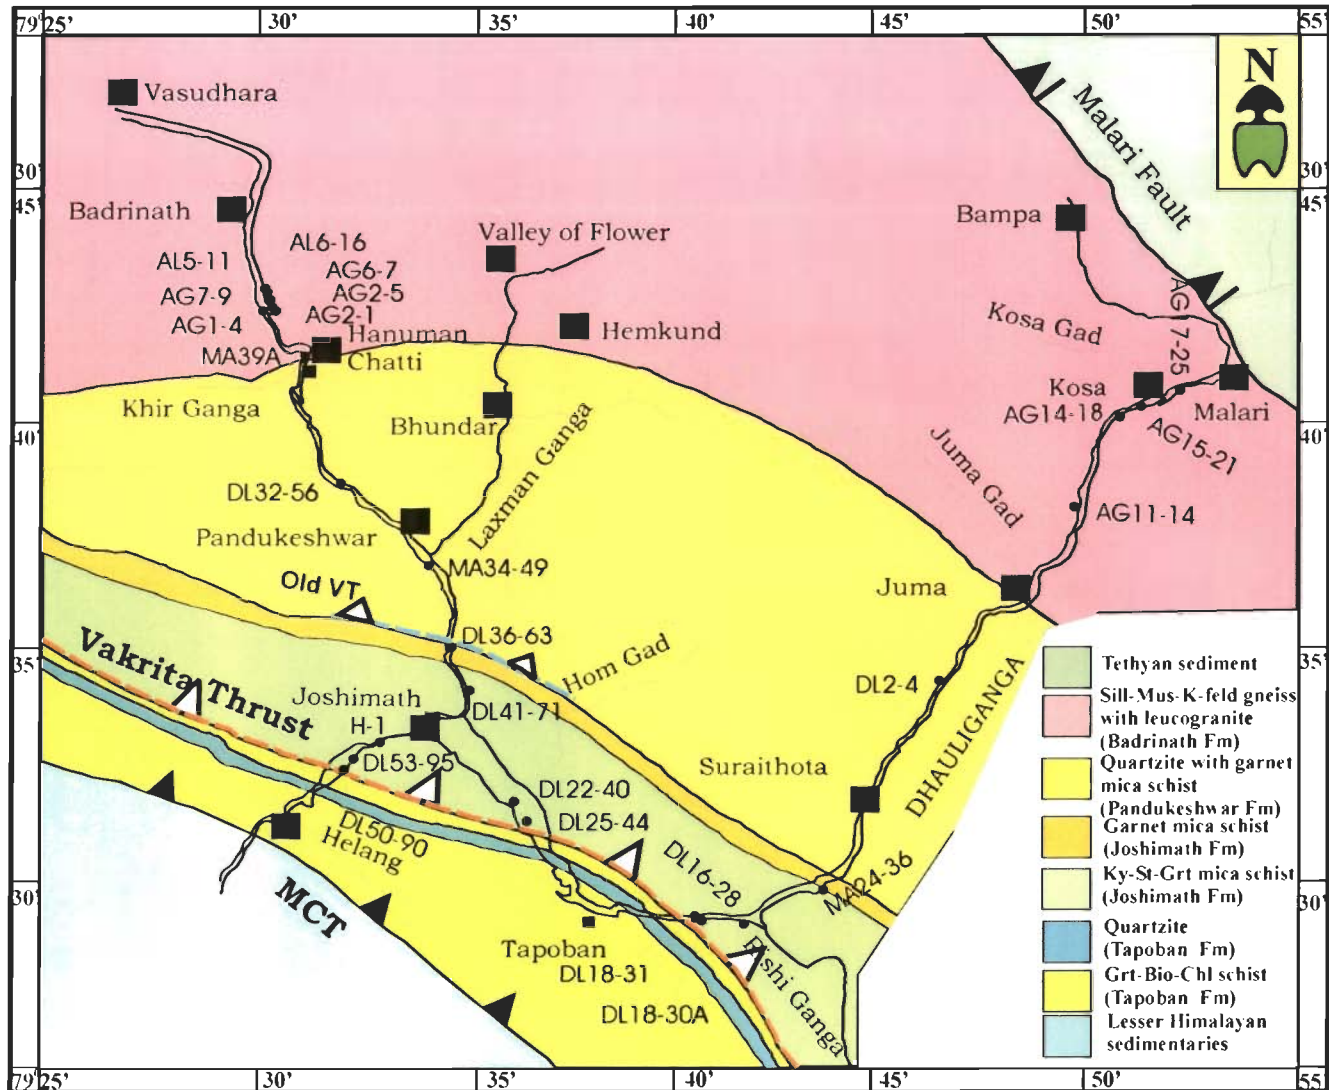 79°25'
30'
35'
40'
50'
55'
N
Vasudhara
Malari Fault
30°
45'
30°
45'
Badrinath
Valley of Flower
Bampa
AL6-16
AL5-11
AG6-7
AG7-9
AG2-5
AG1-4
AG2-1
Hemkund
Kosa Gad
AG17-25
MA39A
Hanuman
Chatti
Kosa
Malari
Khir Ganga
Bhundar
AG14-18
AG15-21
40'
40'
Laxman Ganga
Juma Gad
DL32-56
AG11-14
Pandukeshwar
MA34-49
Juma
Old VT
DL36-63
Hom Gad
35'
35'
Vakrita Thrust
Joshimath
H-1
DL41-71
DL2-4
DHAULIGANGA
DL53-95
Suraithota
DL22-40
DL25-44
DL50-90
Helang
DL16-28
MA24-36
30'
30'
MCT
Tapoban
DL18-31
DL18-30A
Rishi Ganga
Tethyan sediment
Sill-Mus-K-feld gneiss
with leucogranite
(Badrinath Fm)
Quartzite with garnet
mica schist
(Pandukeshwar Fm)
Garnet mica schist
(Joshimath Fm)
Ky-St-Grt mica schist
(Joshimath Fm)
Quartzite
(Tapoban Fm)
Grt-Bio-Chl schist
(Tapoban Fm)
Lesser Himalayan
sedimentaries
79°25'
30'
35'
40'
45'
50'
55'